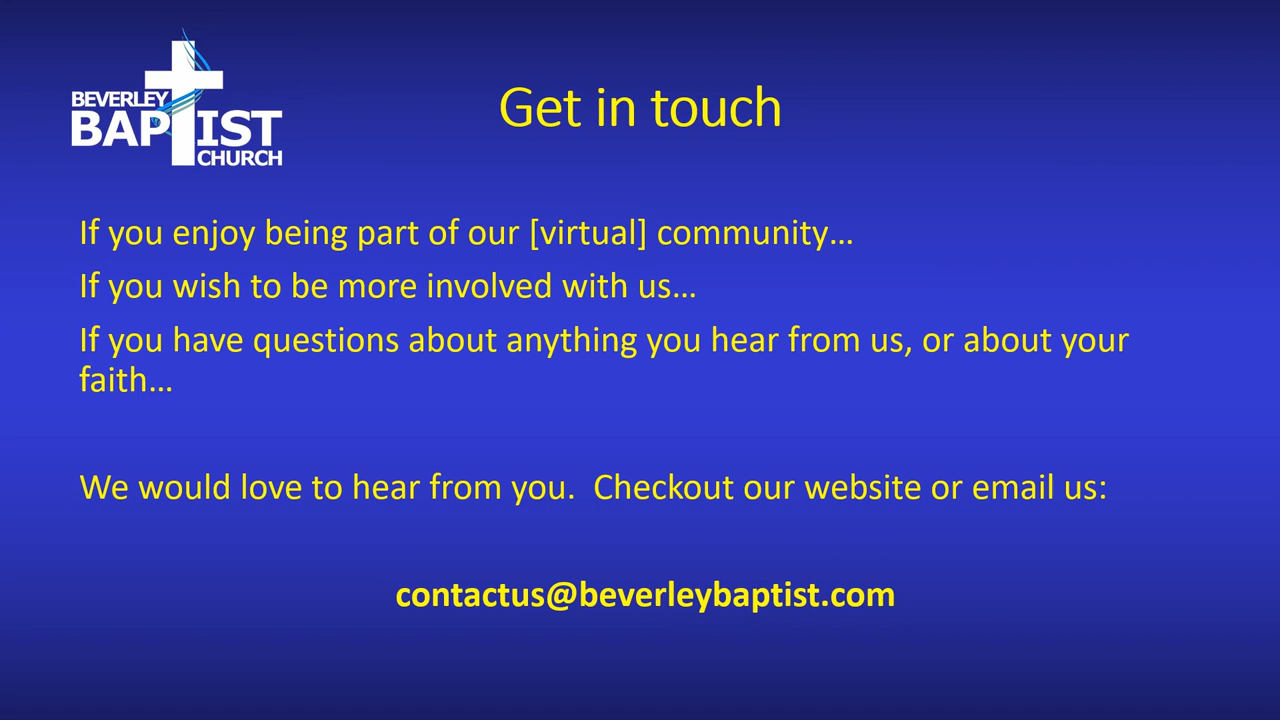 BEVERLEY
BAPTIST
CHURCH
Get in touch
If you enjoy being part of our [virtual] community…
If you wish to be more involved with us…
If you have questions about anything you hear from us, or about your
faith…
We would love to hear from you.  Checkout our website or email us:
contactus@beverleybaptist.com